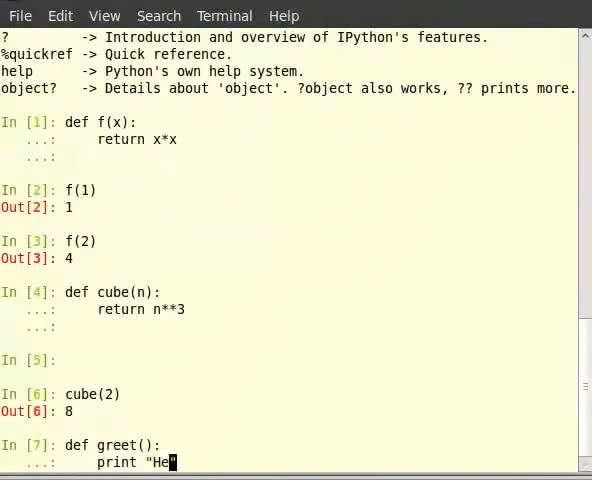 File Edit View Search Terminal Help
? -> Introduction and overview of IPython's features.
%quickref -> Quick reference.
help -> Python's own help system.
object? -> Details about 'object'. ?object also works, ?? prints more.
In [1]: def f(x):
...: return x*x
...:
In [2]: f(1)
Out[2]: 1
In [3]: f(2)
Out[3]: 4
In [4]: def cube(n):
...: return n**3
...:
In [5]:
In [6]: cube(2)
Out[6]: 8
In [7]: def greet():
...: print "He"